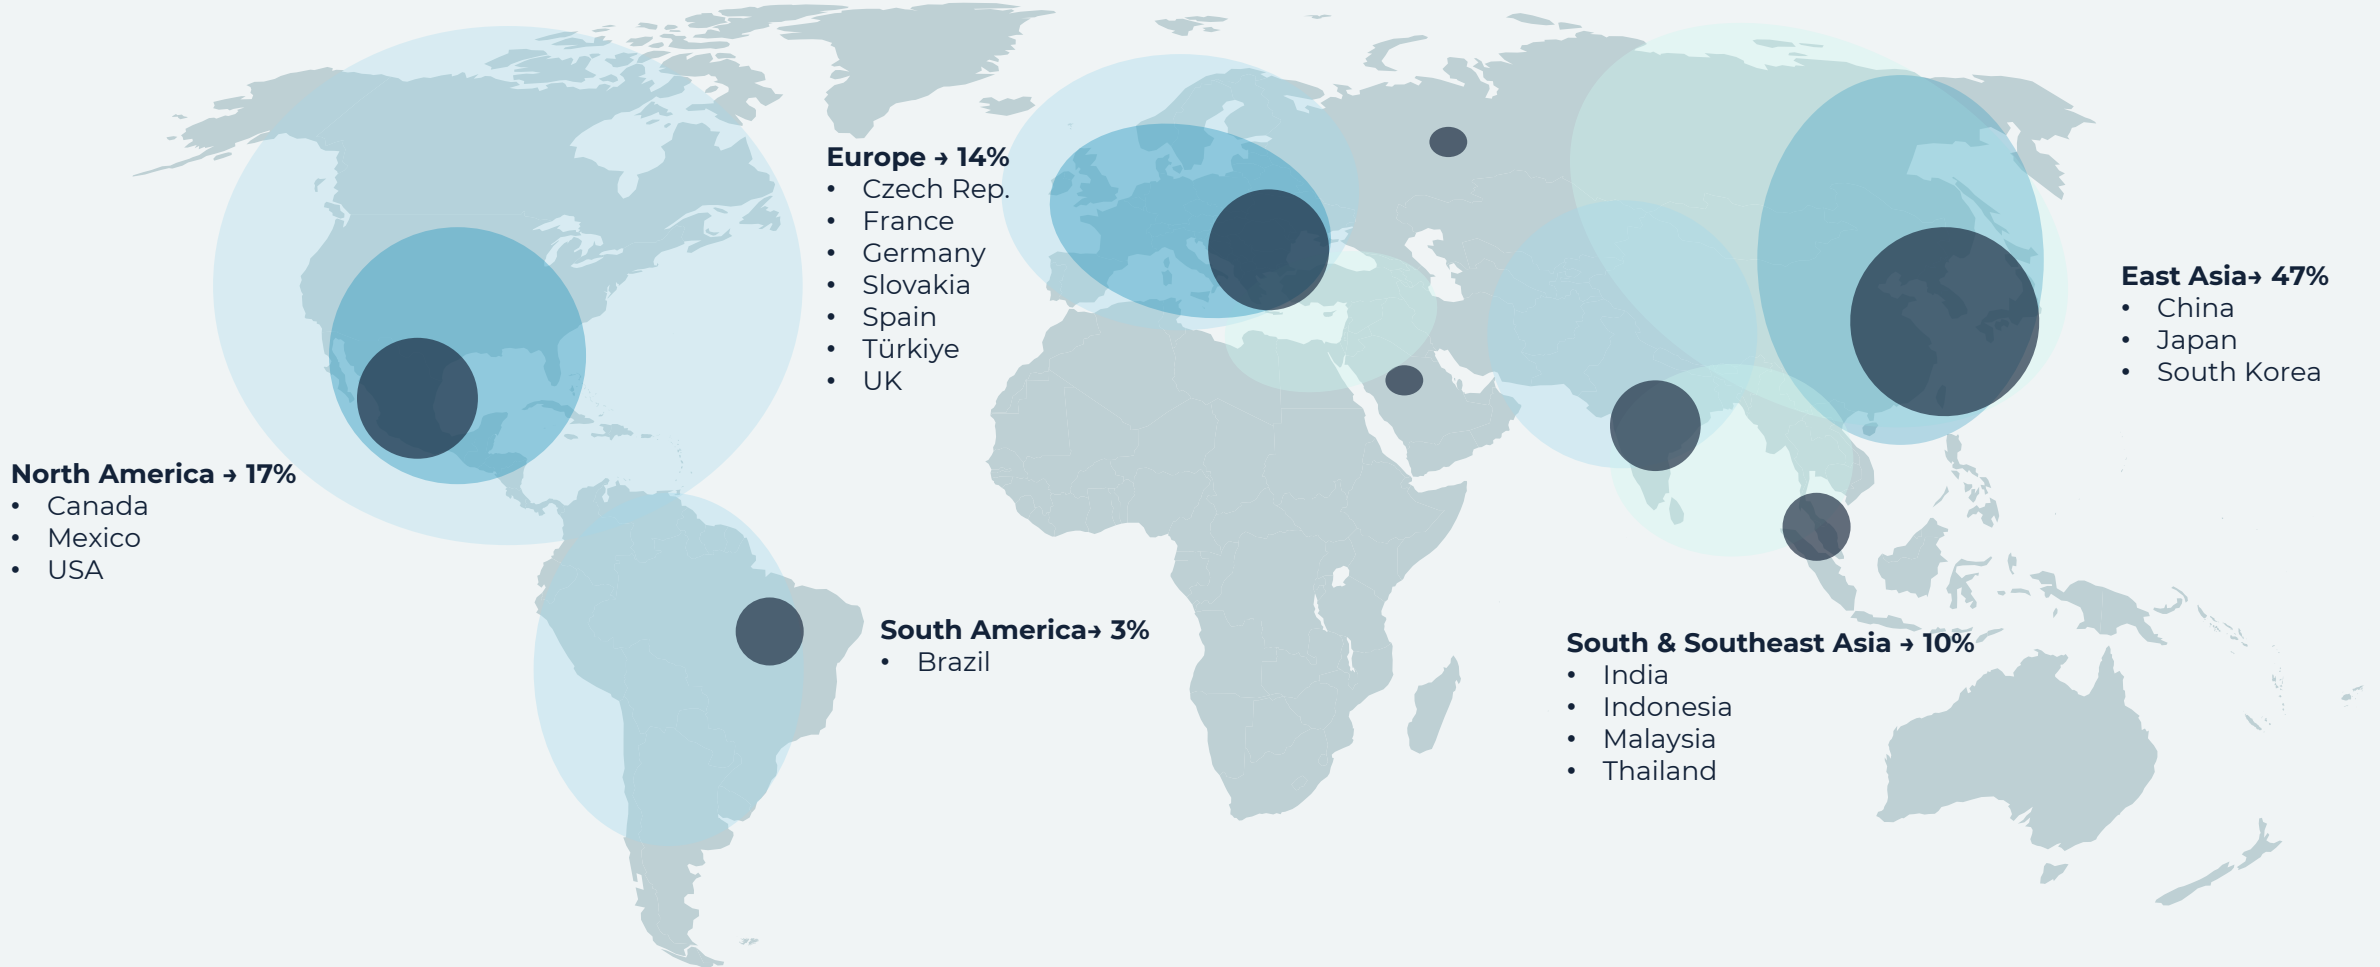 Europe → 14%
• Czech Rep.
• France
• Germany
• Slovakia
• Spain
• Türkiye
• UK
East Asia→ 47%
• China
• Japan
• South Korea
North America → 17%
• Canada
• Mexico
• USA
South America→ 3%
• Brazil
South & Southeast Asia → 10%
• India
• Indonesia
• Malaysia
• Thailand